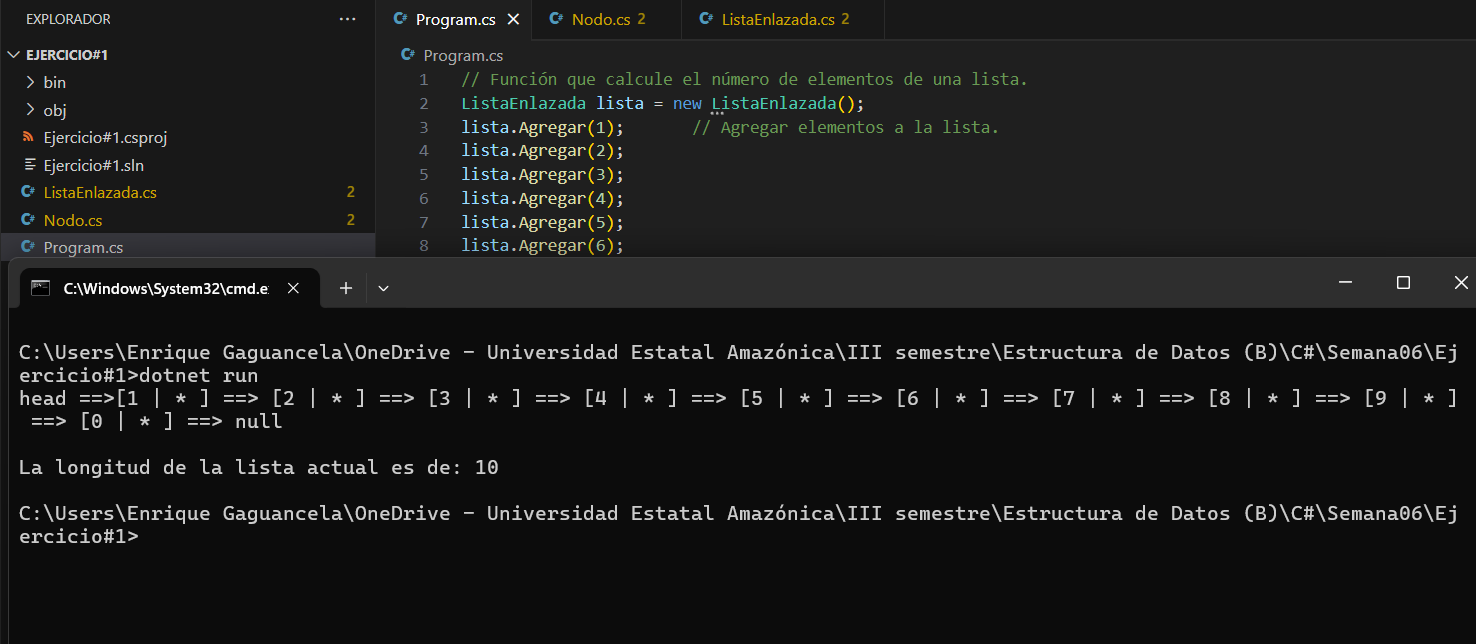 EXPLORADOR ···
EJERCICIO#1
bin
obj
Ejercicio#1.csproj
Ejercicio#1.sln
ListaEnlazada.cs 2
Nodo.cs 2
Program.cs
Program.cs Nodo.cs 2 ListaEnlazada.cs 2
Program.cs
1 // Función que calcule el número de elementos de una lista.
2 ListaEnlazada lista = new ListaEnlazada();
3 lista.Agregar(1); // Agregar elementos a la lista.
4 lista.Agregar(2);
5 lista.Agregar(3);
6 lista.Agregar(4);
7 lista.Agregar(5);
8 lista.Agregar(6);
C:\Windows\System32\cmd.e
C:\Users\Enrique Gaguancela\OneDrive - Universidad Estatal Amazónica\III semestre\Estructura de Datos (B)\C#\Semana06\Ej
ercicio#1>dotnet run
head ==>[1 | * ] ==> [2 | * ] ==> [3 | * ] ==> [4 | * ] ==> [5 | * ] ==> [6 | * ] ==> [7 | * ] ==> [8 | * ] ==> [9 | * ]
 ==> [0 | * ] ==> null
La longitud de la lista actual es de: 10
C:\Users\Enrique Gaguancela\OneDrive - Universidad Estatal Amazónica\III semestre\Estructura de Datos (B)\C#\Semana06\Ej
ercicio#1>